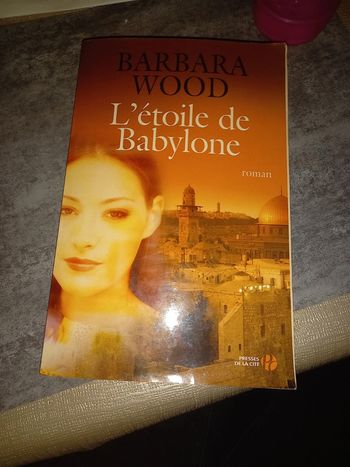 BARBARA
WOOD
L'étoile de
Babylone
roman
PRESSES
DE LA CITÉ